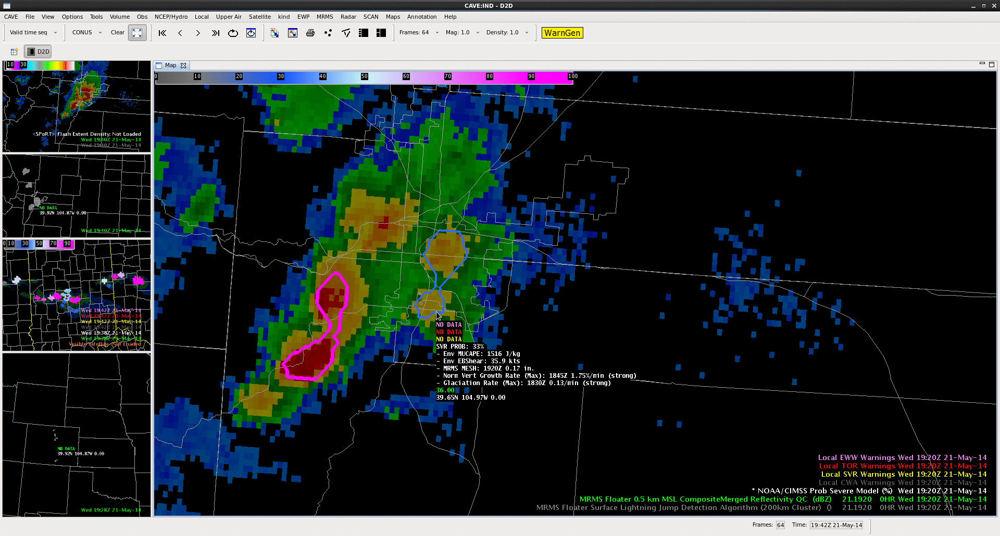 CAVE:IND - D2D
CAVE File View Options Tools Volume Obs NCEP/Hydro Local Upper Air Satellite kind EWP MRMS Radar SCAN Maps Annotation Help
Valid time seq CONUS Clear Frames: 64 Mag: 1.0 Density: 1.0 WarnGen
D2D
Map
10 30
<SPoRT> Flash Extent Density: Not Loaded
Wed 19:40Z 21-May-14
Wed 19:40Z 21-May-14
NO DATA
39.92N 104.87W 0.00
Wed 19:40Z 21-May-14
0 10 30 50 70 90
Wed 19:42Z 21-May-14
Wed 19:42Z 21-May-14
Wed 19:42Z 21-May-14
Wed 19:42Z 21-May-14
Wed 19:38Z 21-May-14
Wed 19:38Z 21-May-14
Visible Satellite: Not Loaded
NO DATA
39.92N 104.87W 0.00
Wed 19:28Z 21-May-14
0 10 20 30 40 50 60 70 80 90 100
NO DATA
NO DATA
NO DATA
SVR PROB: 33%
- Env MUCAPE: 1516 J/kg
- Env EBShear: 35.9 kts
- MRMS MESH: 1920Z 0.17 in.
- Norm Vert Growth Rate (Max): 1845Z 1.75%/min (strong)
- Glaciation Rate (Max): 1830Z 0.13/min (strong)
36.00
39.65N 104.97W 0.00
Local EWW Warnings Wed 19:20Z 21-May-14
Local TOR Warnings Wed 19:20Z 21-May-14
Local SVR Warnings Wed 19:20Z 21-May-14
Local CWA Warnings Wed 19:20Z 21-May-14
* NOAA/CIMSS Prob Severe Model (%) Wed 19:20Z 21-May-14
MRMS Floater 0.5 km MSL CompositeMerged Reflectivity QC (dBZ) 21.1920 0HR Wed 19:20Z 21-May-14
MRMS Floater Surface Lightning Jump Detection Algorithm (200km Cluster) () 21.1920 0HR Wed 19:20Z 21-May-14
Frames: 64 Time: 19:42Z 21-May-14